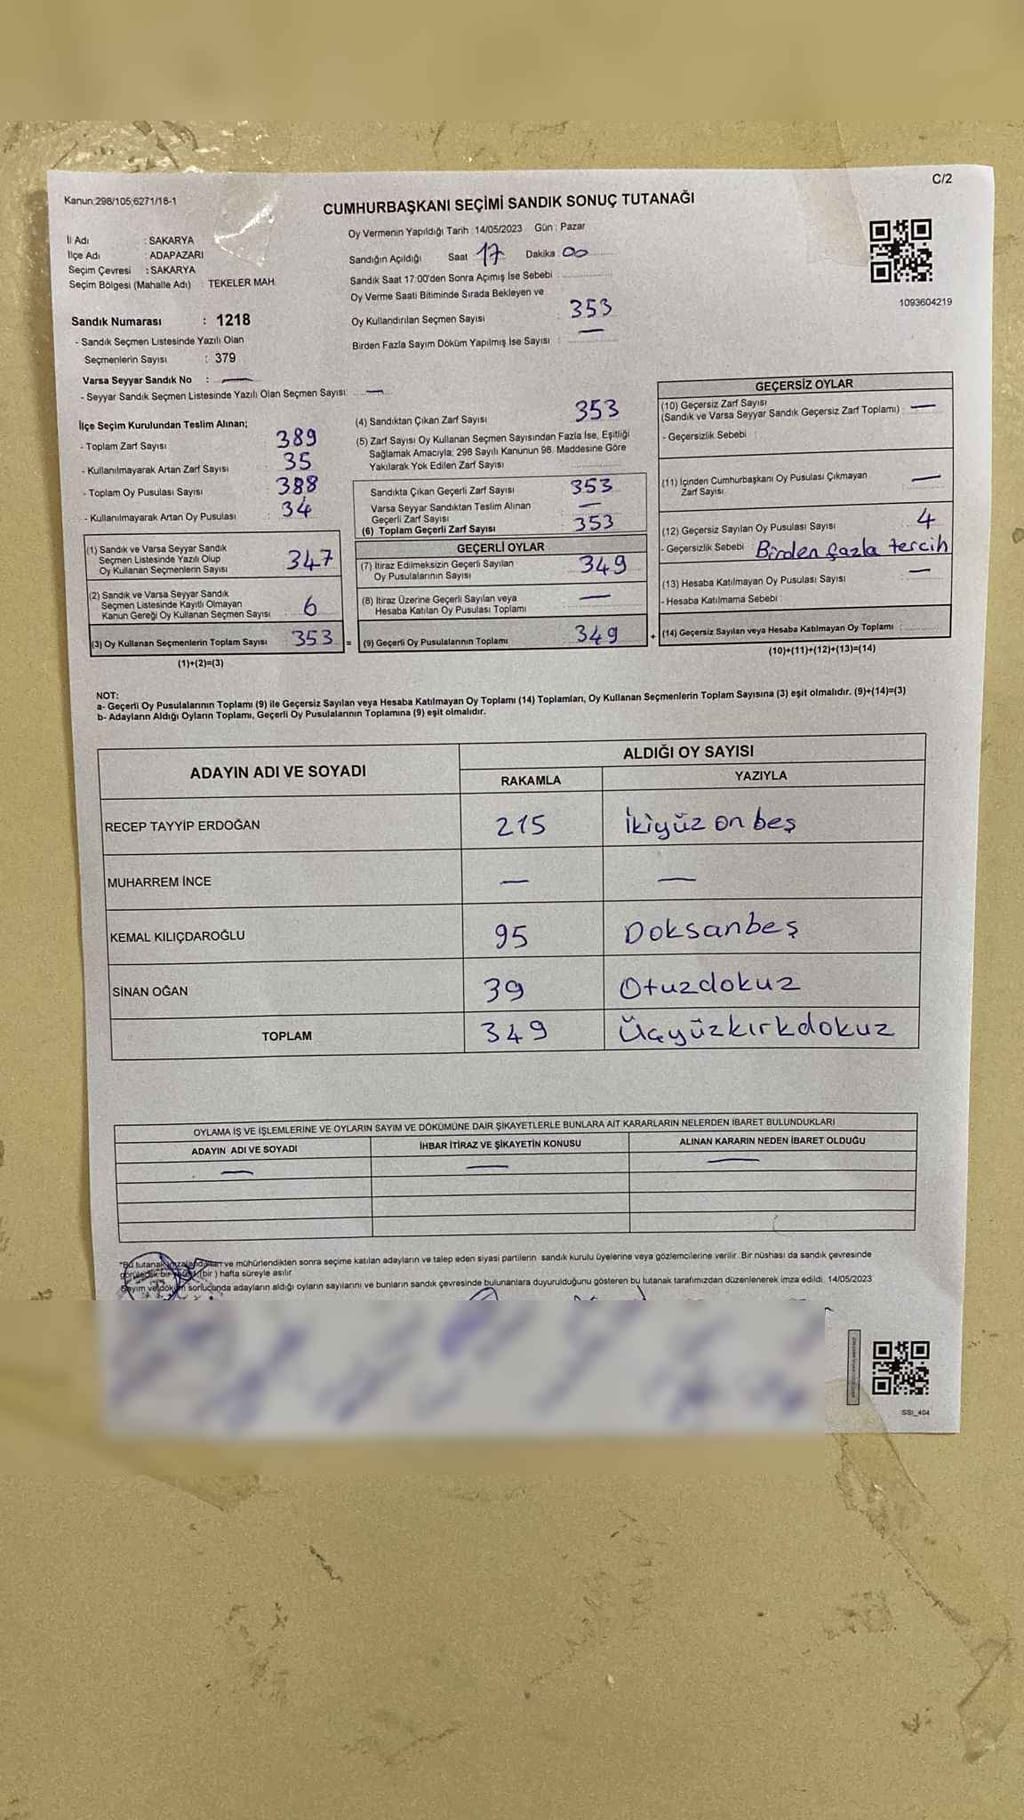 C/2
Kanun:298/105;6271/18-1
CUMHURBAŞKANI SEÇİMİ SANDIK SONUÇ TUTANAĞI
İl Adı : SAKARYA
İlçe Adı : ADAPAZARI
Seçim Çevresi : SAKARYA
Seçim Bölgesi (Mahalle Adı) TEKELER MAH.
Oy Vermenin Yapıldığı Tarih : 14/05/2023 Gün : Pazar
Sandığın Açıldığı Saat 17 Dakika 00
Sandık Saat 17:00'den Sonra Açımış İse Sebebi
Oy Verme Saati Bitiminde Sırada Bekleyen ve
Oy Kullandırılan Seçmen Sayısı 353
Birden Fazla Sayım Döküm Yapılmış İse Sayısı —
1093604219
Sandık Numarası : 1218
- Sandık Seçmen Listesinde Yazılı Olan
Seçmenlerin Sayısı : 379
Varsa Seyyar Sandık No : —
- Seyyar Sandık Seçmen Listesinde Yazılı Olan Seçmen Sayısı: —
İlçe Seçim Kurulundan Teslim Alınan;
- Toplam Zarf Sayısı 389
- Kullanılmayarak Artan Zarf Sayısı 35
- Toplam Oy Pusulası Sayısı 388
- Kullanılmayarak Artan Oy Pusulası 34
(1) Sandık ve Varsa Seyyar Sandık
Seçmen Listesinde Yazılı Olup
Oy Kullanan Seçmenlerin Sayısı 347
(2) Sandık ve Varsa Seyyar Sandık
Seçmen Listesinde Kayıtlı Olmayan
Kanun Gereği Oy Kullanan Seçmen Sayısı 6
(3) Oy Kullanan Seçmenlerin Toplam Sayısı 353 =
(1)+(2)=(3)
(4) Sandıktan Çıkan Zarf Sayısı 353
(5) Zarf Sayısı Oy Kullanan Seçmen Sayısından Fazla İse, Eşitliği
Sağlamak Amacıyla; 298 Sayılı Kanunun 98. Maddesine Göre
Yakılarak Yok Edilen Zarf Sayısı
Sandıkta Çıkan Geçerli Zarf Sayısı 353
Varsa Seyyar Sandıktan Teslim Alınan
Geçerli Zarf Sayısı —
(6) Toplam Geçerli Zarf Sayısı 353
GEÇERLİ OYLAR
(7) İtiraz Edilmeksizin Geçerli Sayılan
Oy Pusulalarının Sayısı 349
(8) İtiraz Üzerine Geçerli Sayılan veya
Hesaba Katılan Oy Pusulası Toplamı —
(9) Geçerli Oy Pusulalarının Toplamı 349 +
GEÇERSİZ OYLAR
(10) Geçersiz Zarf Sayısı
(Sandık ve Varsa Seyyar Sandık Geçersiz Zarf Toplamı) —
- Geçersizlik Sebebi
(11) İçinden Cumhurbaşkanı Oy Pusulası Çıkmayan
Zarf Sayısı —
(12) Geçersiz Sayılan Oy Pusulası Sayısı 4
- Geçersizlik Sebebi Birden fazla tercih
(13) Hesaba Katılmayan Oy Pusulası Sayısı —
- Hesaba Katılmama Sebebi :
(14) Geçersiz Sayılan veya Hesaba Katılmayan Oy Toplamı
(10)+(11)+(12)+(13)=(14)
NOT:
a- Geçerli Oy Pusulalarının Toplamı (9) ile Geçersiz Sayılan veya Hesaba Katılmayan Oy Toplamı (14) Toplamları, Oy Kullanan Seçmenlerin Toplam Sayısına (3) eşit olmalıdır. (9)+(14)=(3)
b- Adayların Aldığı Oyların Toplamı, Geçerli Oy Pusulalarının Toplamına (9) eşit olmalıdır.
ADAYIN ADI VE SOYADI ALDIĞI OY SAYISI
RAKAMLA YAZIYLA
RECEP TAYYİP ERDOĞAN 215 İkiyüz on beş
MUHARREM İNCE — —
KEMAL KILIÇDAROĞLU 95 Doksanbeş
SİNAN OĞAN 39 Otuzdokuz
TOPLAM 349 Üçyüzkırkdokuz
OYLAMA İŞ VE İŞLEMLERİNE VE OYLARIN SAYIM VE DÖKÜMÜNE DAİR ŞİKAYETLERLE BUNLARA AİT KARARLARIN NELERDEN İBARET BULUNDUKLARI
ADAYIN ADI VE SOYADI İHBAR İTİRAZ VE ŞİKAYETİN KONUSU ALINAN KARARIN NEDEN İBARET OLDUĞU
— — —
*Bu tutanak ve mühürlendikten sonra seçime katılan adayların ve talep eden siyasi partilerin sandık kurulu üyelerine veya gözlemcilerine verilir. Bir nüshası da sandık çevresinde
(bir ) hafta süreyle asılır
sonucunda adayların aldığı oyların sayılarını ve bunların sandık çevresinde bulunanlara duyurulduğunu gösteren bu tutanak tarafımızdan düzenlenerek imza edildi. 14/05/2023
SSI_404